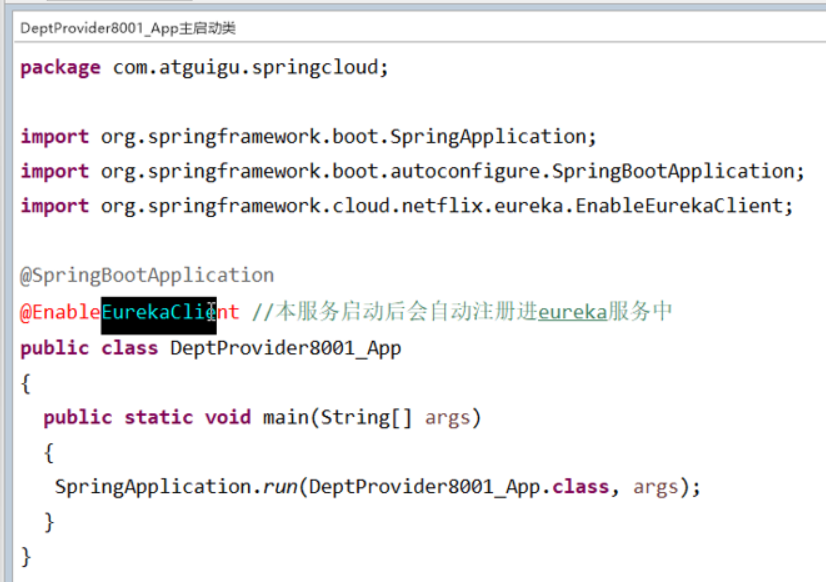 DeptProvider8001_App主启动类
package com.atguigu.springcloud;
import org.springframework.boot.SpringApplication;
import org.springframework.boot.autoconfigure.SpringBootApplication;
import org.springframework.cloud.netflix.eureka.EnableEurekaClient;
@SpringBootApplication
@EnableEurekaClient //本服务启动后会自动注册进eureka服务中
public class DeptProvider8001_App
{
public static void main(String[] args)
{
SpringApplication.run(DeptProvider8001_App.class, args);
}
}